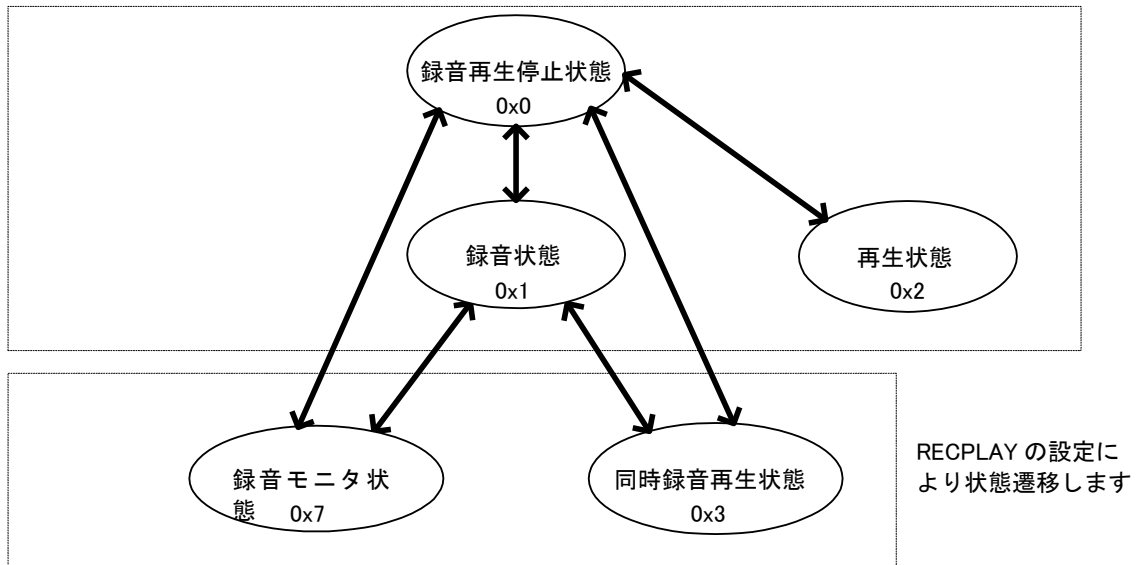 録音再生停止状態
0x0
録音状態
0x1
再生状態
0x2
録音モニタ状
態 0x7
同時録音再生状態
0x3
RECPLAY の設定に
より状態遷移します